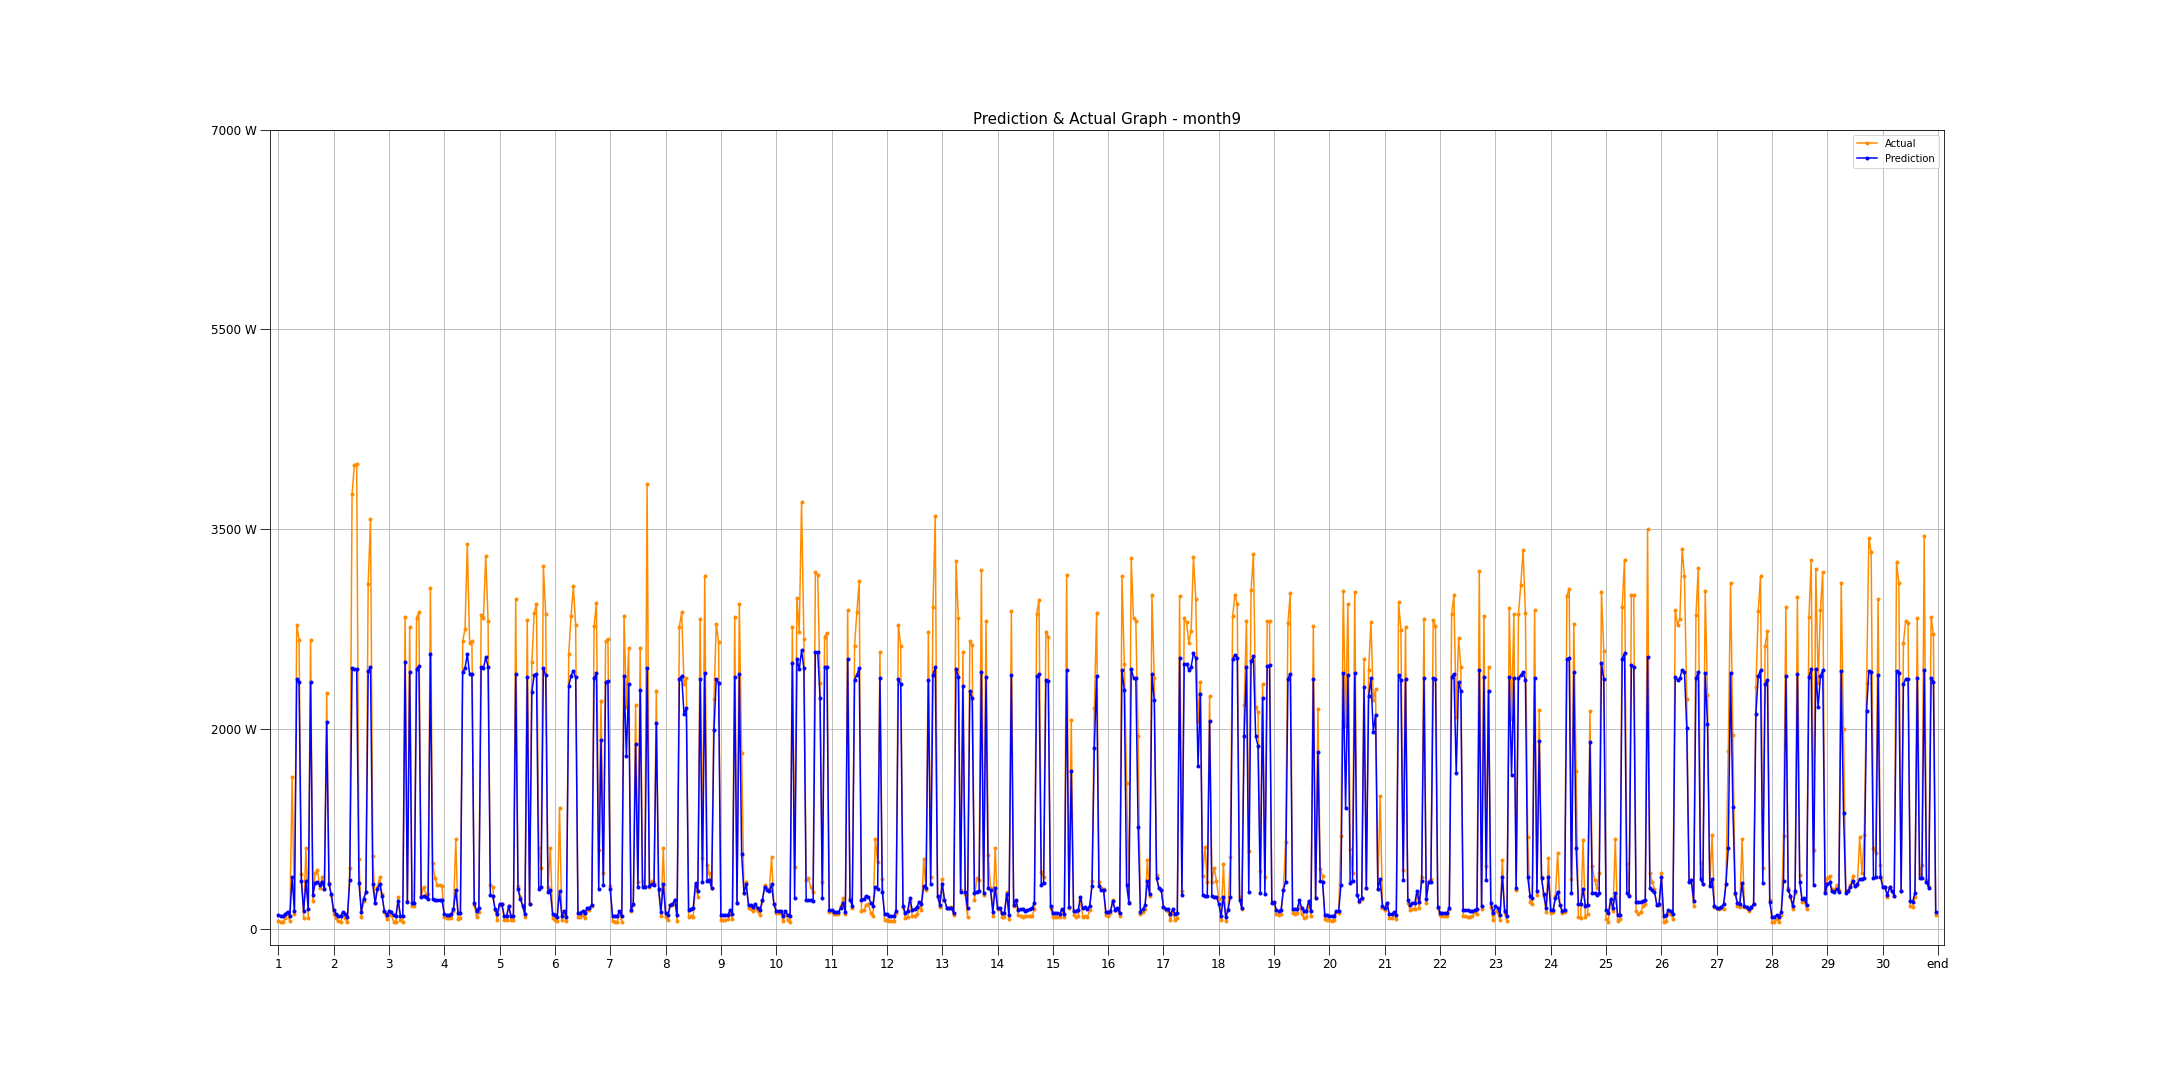 Prediction & Actual Graph - month9
7000 W
5500 W
3500 W
2000 W
0
Actual
Prediction
1 2 3 4 5 6 7 8 9 10 11 12 13 14 15 16 17 18 19 20 21 22 23 24 25 26 27 28 29 30 end